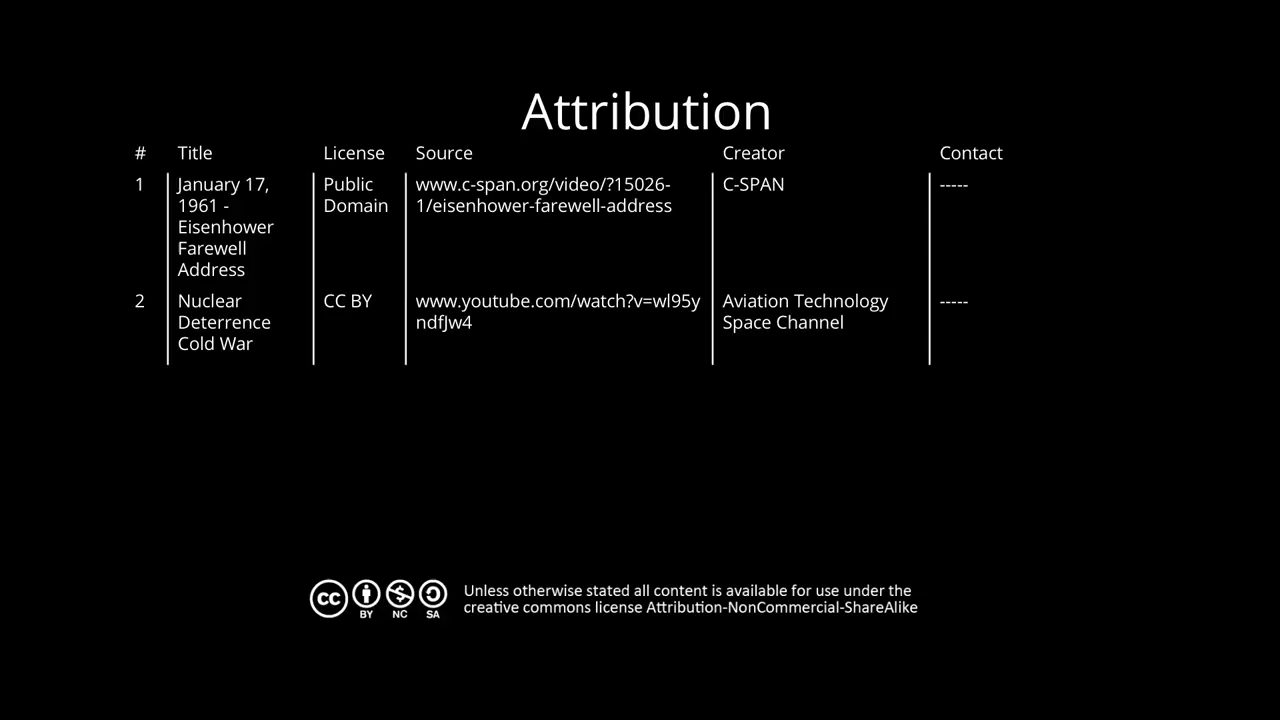 Attribution
# Title License Source Creator Contact
1 January 17, Public www.c-span.org/video/?15026- C-SPAN -----
1961 - Domain 1/eisenhower-farewell-address
Eisenhower
Farewell
Address
2 Nuclear CC BY www.youtube.com/watch?v=wl95y Aviation Technology -----
Deterrence ndfJw4 Space Channel
Cold War
cc BY NC SA
Unless otherwise stated all content is available for use under the
creative commons license Attribution-NonCommercial-ShareAlike